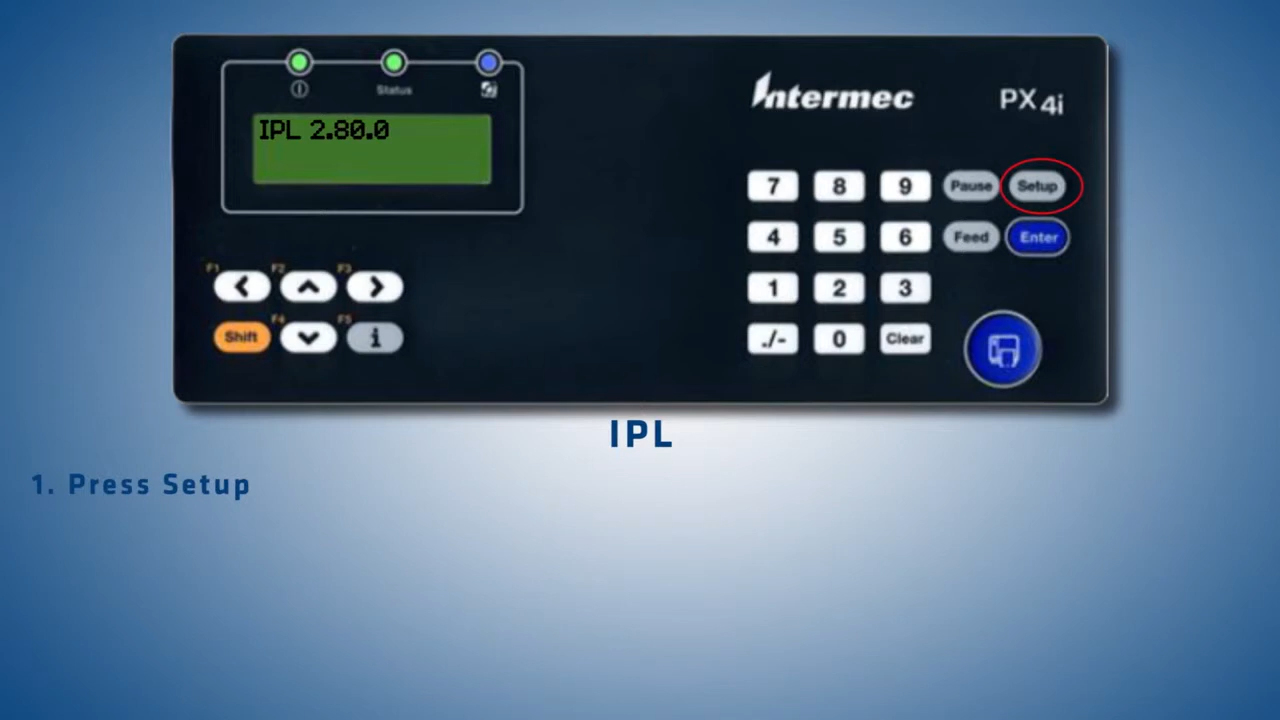 Status
IPL 2.80.0
Intermec
PX4i
7 8 9 Pause Setup
4 5 6 Feed Enter
1 2 3
./- 0 Clear
F1 F2 F3
Shift F4 F5 i
IPL
1. Press Setup